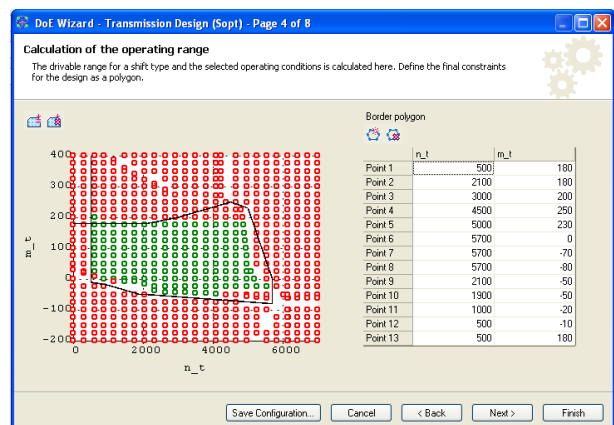 DoE Wizard - Transmission Design (Sopt) - Page 4 of 8
Calculation of the operating range
The drivable range for a shift type and the selected operating conditions is calculated here. Define the final constraints
for the design as a polygon.
Border polygon
n_t m_t
Point 1 500 180
Point 2 2100 180
Point 3 3000 200
Point 4 4500 250
Point 5 5000 230
Point 6 5700 0
Point 7 5700 -70
Point 8 5700 -80
Point 9 2100 -50
Point 10 1900 -50
Point 11 1000 -20
Point 12 500 -10
Point 13 500 180
400
300
200
100
0
-100
-200
m_t
0 2000 4000 6000
n_t
Save Configuration... Cancel < Back Next > Finish